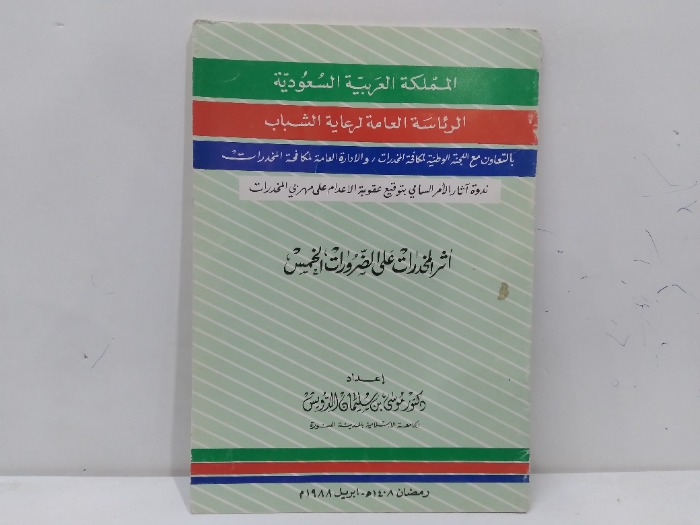 المملكة العربية السعودية
الرئاسة العامة لرعاية الشباب
بالتعاون مع اللجنة الوطنية لمكافحة المخدرات، والادارة العامة لمكافحة المخدرات
ندوة آثار الأمر السامي بتوقيع عقوبة الاعدام على مهربي المخدرات
أثر المخدرات على الضرورات الخمس
إعداد
دكتور موسى بن سليمان الدويش
الجامعة الإسلامية بالمدينة المنورة
رمضان ١٤٠٨هـ - ابريل ١٩٨٨م